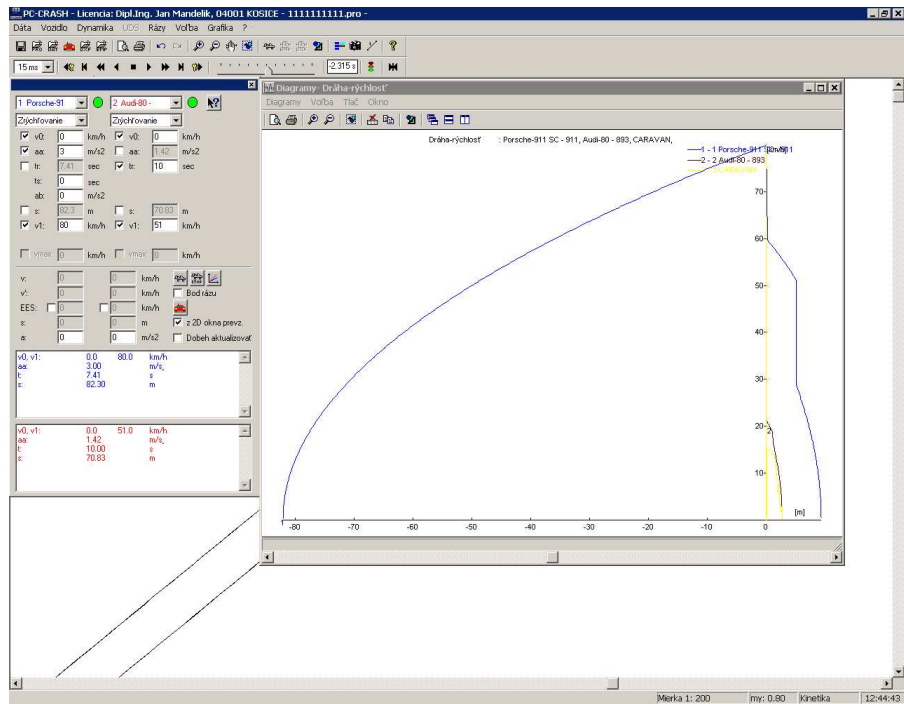 PC-CRASH - Licencia: Dipl.Ing. Jan Mandelik, 04001 KOSICE - 1111111111.pro -
Dáta Vozidlo Dynamika UDS Rázy Voľba Grafika ?
15 ms -2.315 s
1 Porsche-91 2 Audi-80 -
Zrýchľovanie Zrýchľovanie
v0: 0 km/h v0: 0 km/h
aa: 3 m/s2 aa: 1.42 m/s2
tr: 7.41 sec tr: 10 sec
ts: 0 sec
ab: 0 m/s2
s: 82.3 m s: 70.83 m
v1: 80 km/h v1: 51 km/h
vmax: 0 km/h vmax: 0 km/h
v: 0 0 km/h
v': 0 0 km/h Bod rázu
EES: 0 0 km/h
s: 0 0 m z 2D okna prevz.
a: 0 0 m/s2 Dobeh aktualizovať
v0, v1: 0.0 80.0 km/h
aa: 3.00 m/s,
t: 7.41 s
s: 82.30 m
v0, v1: 0.0 51.0 km/h
aa: 1.42 m/s,
t: 10.00 s
s: 70.83 m
Diagramy- Dráha-rýchlosť
Diagramy Voľba Tlač Okno
Dráha-rýchlosť : Porsche-911 SC - 911, Audi-80 - 893, CARAVAN,
1 - 1 Porsche-911 SC - 911
2 - 2 Audi-80 - 893
CARAVAN
70
60
50
40
30
20
2
10
[m]
1
-80 -70 -60 -50 -40 -30 -20 -10 0
Mierka 1: 200 my: 0.80 Kinetika 12:44:43